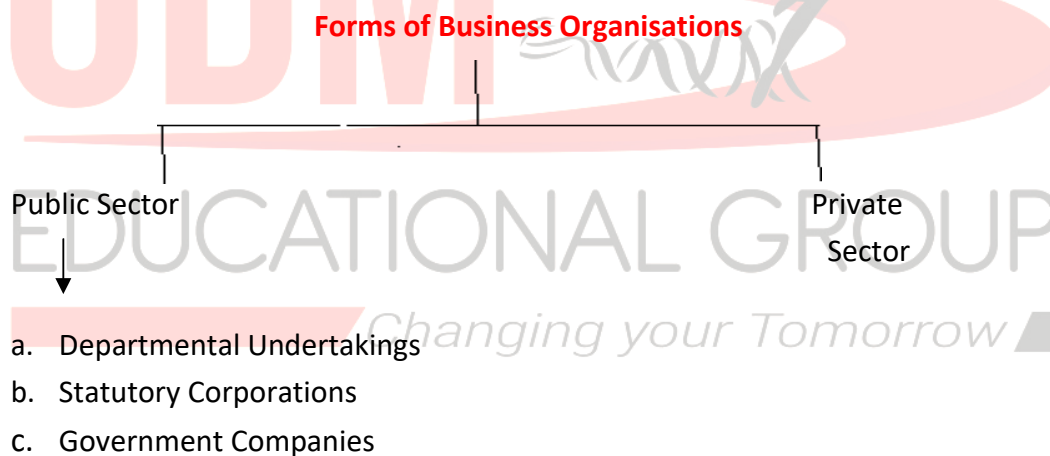 Forms of Business Organisations
Public Sector
Private
Sector
EDUCATIONAL GROUP
Changing your Tomorrow
a. Departmental Undertakings
b. Statutory Corporations
c. Government Companies